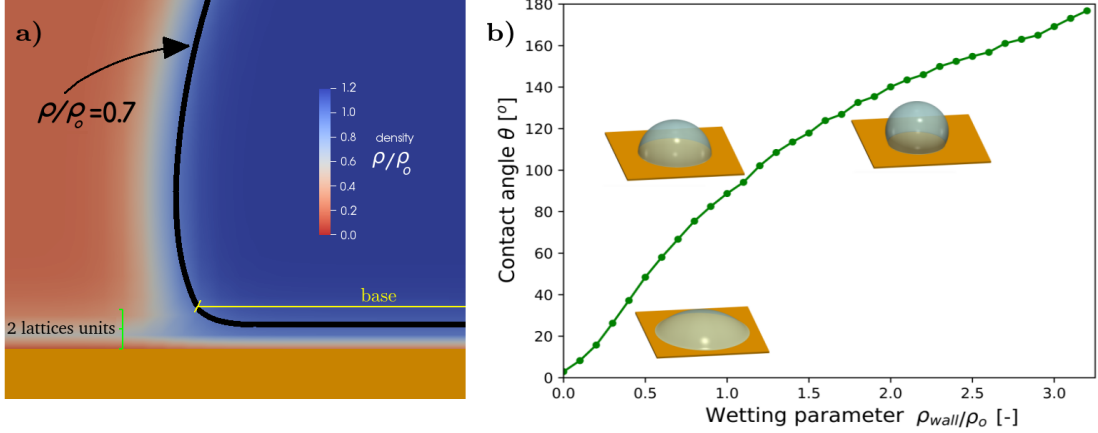 a)
ρ/ρₒ=0.7
1.2
1.0
0.8
0.6
0.4
0.2
0.0
density
ρ/ρₒ
base
2 lattices units
b)
180
160
140
120
100
80
60
40
20
0
Contact angle θ [º]
0.0 0.5 1.0 1.5 2.0 2.5 3.0
Wetting parameter ρwall/ρo [-]